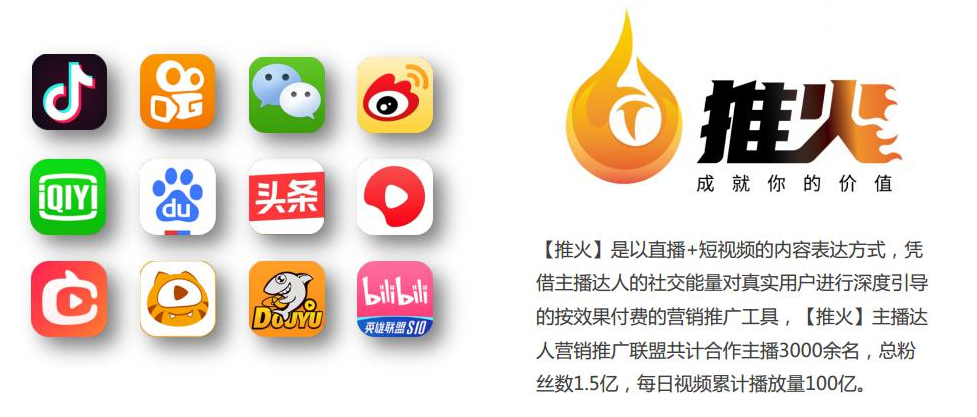 iQIYI
du
头条
DOUYU
bilibili
英雄联盟 S10
推火
成就你的价值
【推火】是以直播+短视频的内容表达方式，凭
借主播达人的社交能量对真实用户进行深度引导
的按效果付费的营销推广工具，【推火】主播达
人营销推广联盟共计合作主播3000余名，总粉
丝数1.5亿，每日视频累计播放量100亿。